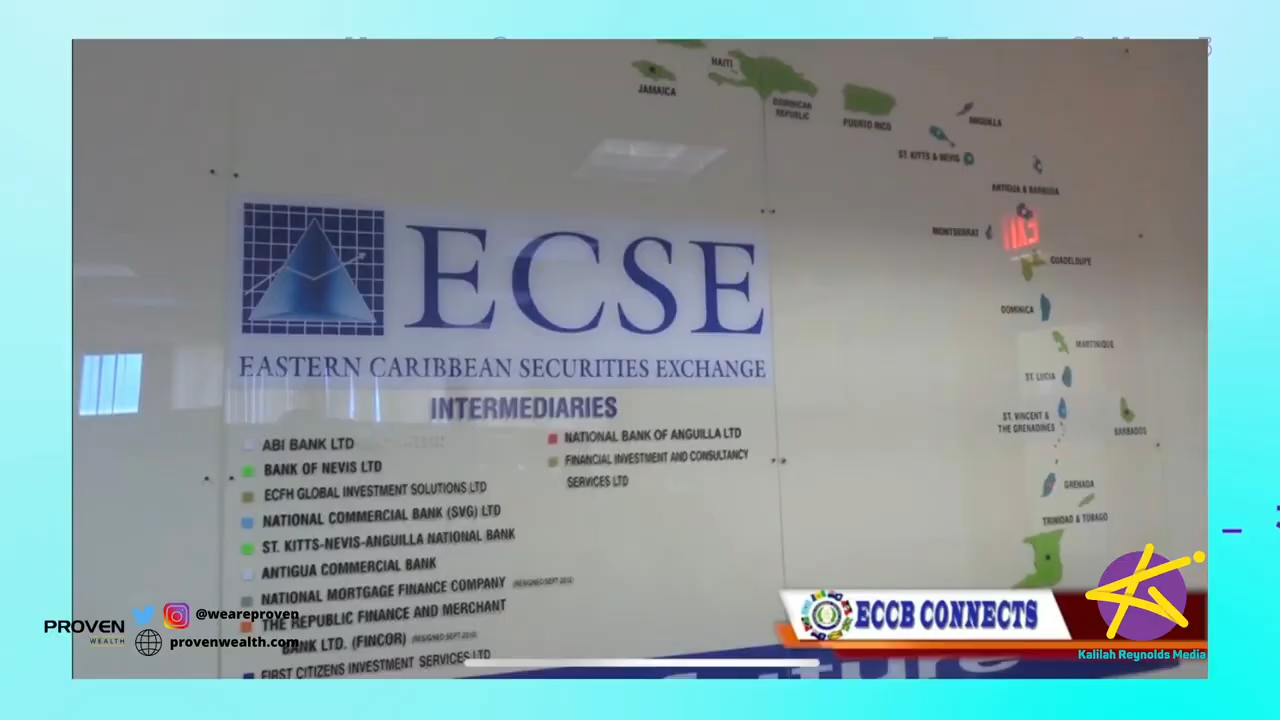 JAMAICA
HAITI
DOMINICAN
REPUBLIC
PUERTO RICO
ANGUILLA
ST. KITTS & NEVIS
ANTIGUA & BARBUDA
MONTSERRAT
GUADELOUPE
DOMINICA
MARTINIQUE
ST. LUCIA
ST. VINCENT &
THE GRENADINES
BARBADOS
GRENADA
TRINIDAD & TOBAGO
ECSE
EASTERN CARIBBEAN SECURITIES EXCHANGE
INTERMEDIARIES
ABI BANK LTD
BANK OF NEVIS LTD
ECFH GLOBAL INVESTMENT SOLUTIONS LTD
NATIONAL COMMERCIAL BANK (SVG) LTD
ST. KITTS-NEVIS-ANGUILLA NATIONAL BANK
ANTIGUA COMMERCIAL BANK
NATIONAL MORTGAGE FINANCE COMPANY
THE REPUBLIC FINANCE AND MERCHANT
BANK LTD. (FINCOR)
FIRST CITIZENS INVESTMENT SERVICES LTD
NATIONAL BANK OF ANGUILLA LTD
FINANCIAL INVESTMENT AND CONSULTANCY
SERVICES LTD
future
PROVEN
WEALTH
@weareproven
provenwealth.com
ECCB CONNECTS
Kalilah Reynolds Media